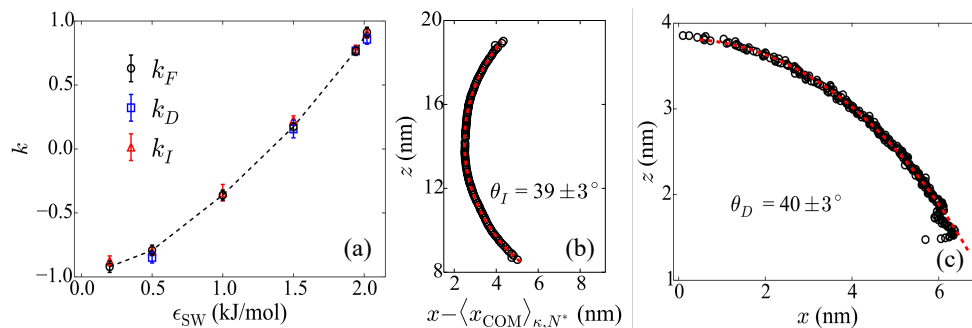 1.0
0.5
0.0
−0.5
−1.0
k
k_F
k_D
k_I
(a)
0.0 0.5 1.0 1.5 2.0
ϵ_SW (kJ/mol)
20
16
12
8
z (nm)
θ_I = 39 ±3°
(b)
2 4 6 8
x−⟨x_COM⟩_κ,N* (nm)
4
3
2
1
z (nm)
θ_D = 40±3°
(c)
0 2 4 6
x (nm)